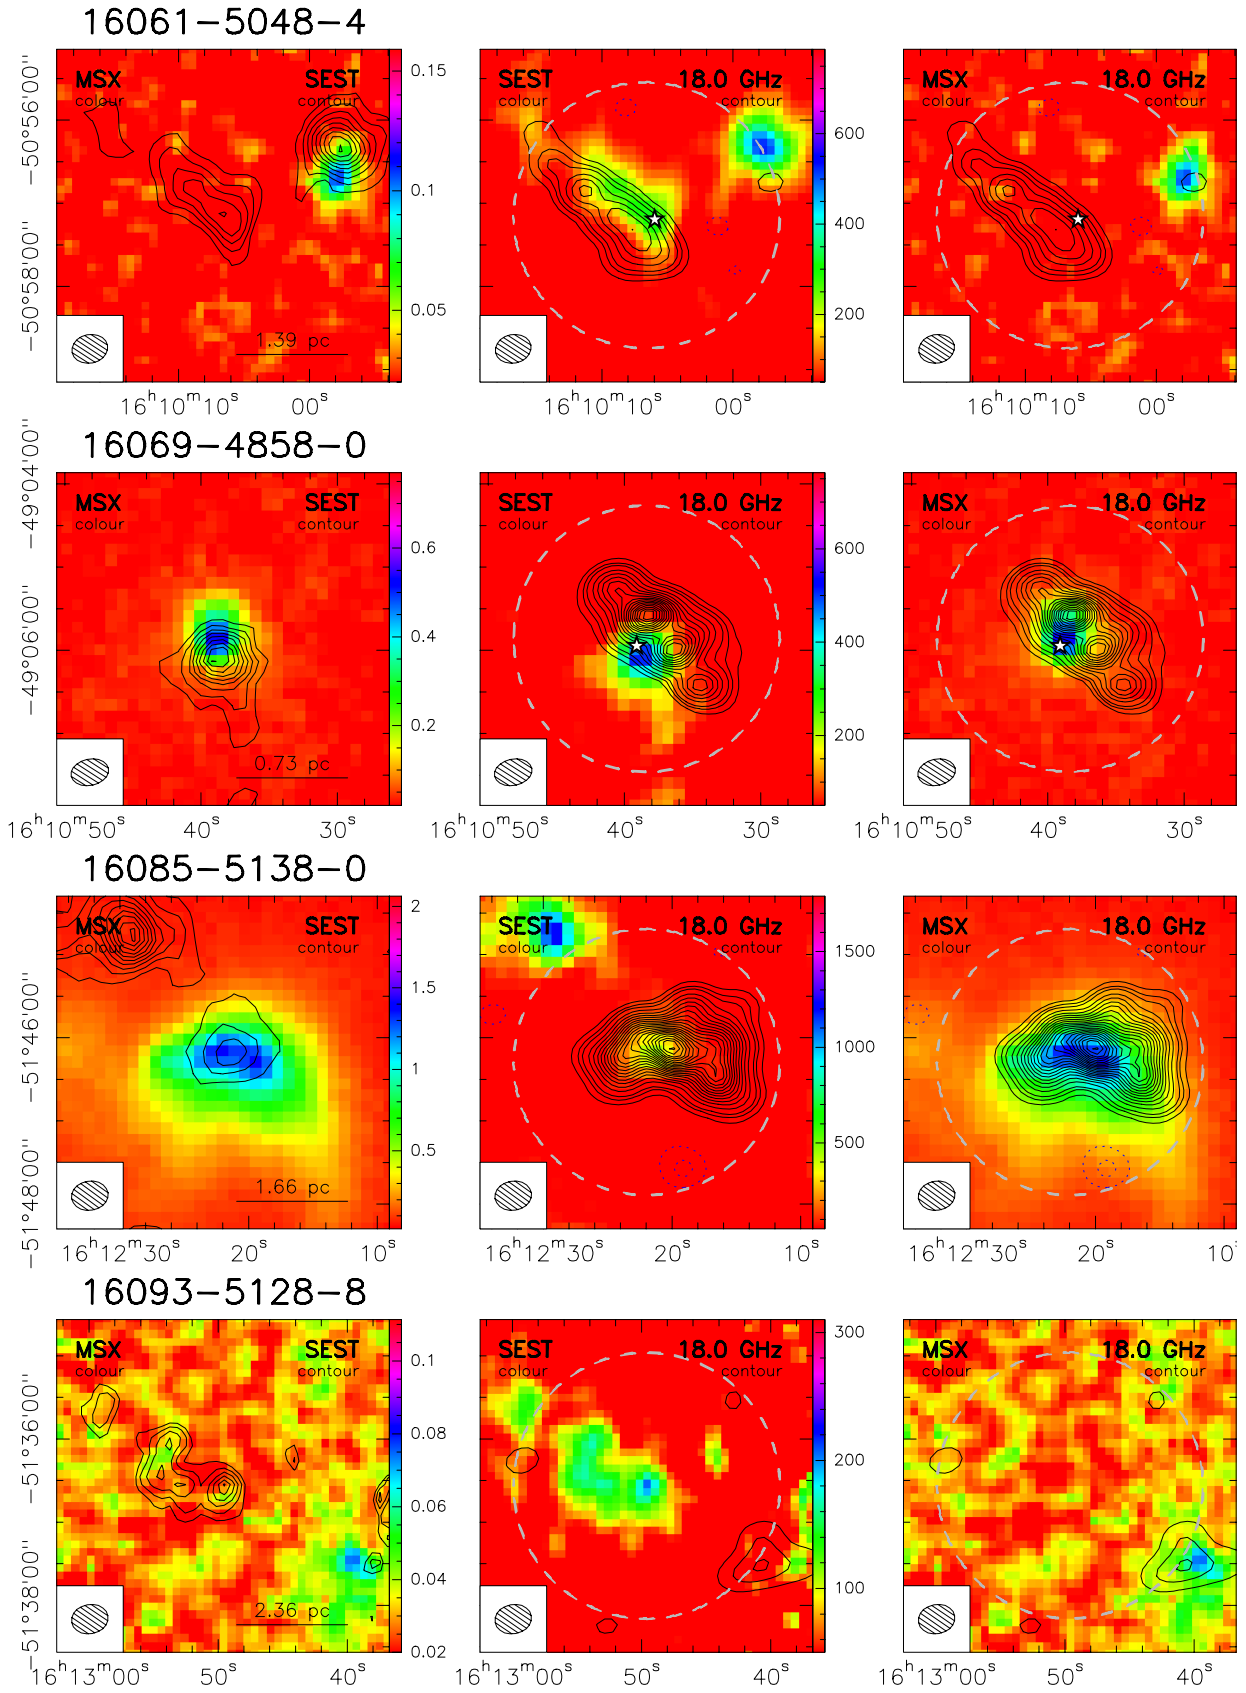 16061-5048-4
MSX SEST
colour contour
SEST 18.0 GHz
colour contour
MSX 18.0 GHz
colour contour
-50°56'00"
-50°58'00"
0.15
0.1
0.05
600
400
200
1.39 pc
16ʰ10ᵐ10ˢ 00ˢ
16ʰ10ᵐ10ˢ 00ˢ
16ʰ10ᵐ10ˢ 00ˢ
16069-4858-0
MSX SEST
colour contour
SEST 18.0 GHz
colour contour
MSX 18.0 GHz
colour contour
-49°04'00"
-49°06'00"
0.6
0.4
0.2
600
400
200
0.73 pc
16ʰ10ᵐ50ˢ 40ˢ 30ˢ
16ʰ10ᵐ50ˢ 40ˢ 30ˢ
16ʰ10ᵐ50ˢ 40ˢ 30ˢ
16085-5138-0
MSX SEST
colour contour
SEST 18.0 GHz
colour contour
MSX 18.0 GHz
colour contour
-51°46'00"
-51°48'00"
2
1.5
1
0.5
1500
1000
500
1.66 pc
16ʰ12ᵐ30ˢ 20ˢ 10ˢ
16ʰ12ᵐ30ˢ 20ˢ 10ˢ
16ʰ12ᵐ30ˢ 20ˢ 10ˢ
16093-5128-8
MSX SEST
colour contour
SEST 18.0 GHz
colour contour
MSX 18.0 GHz
colour contour
-51°36'00"
-51°38'00"
0.1
0.08
0.06
0.04
0.02
300
200
100
2.36 pc
16ʰ13ᵐ00ˢ 50ˢ 40ˢ
16ʰ13ᵐ00ˢ 50ˢ 40ˢ
16ʰ13ᵐ00ˢ 50ˢ 40ˢ